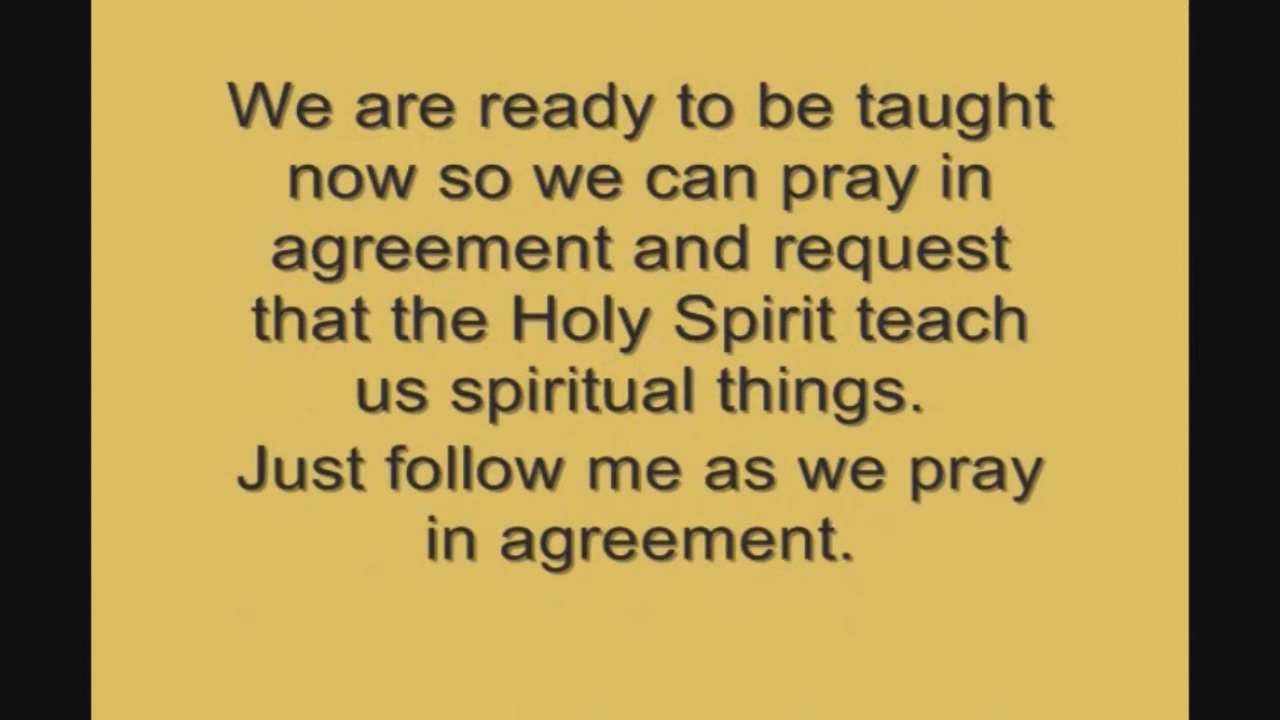 We are ready to be taught
now so we can pray in
agreement and request
that the Holy Spirit teach
us spiritual things.
Just follow me as we pray
in agreement.